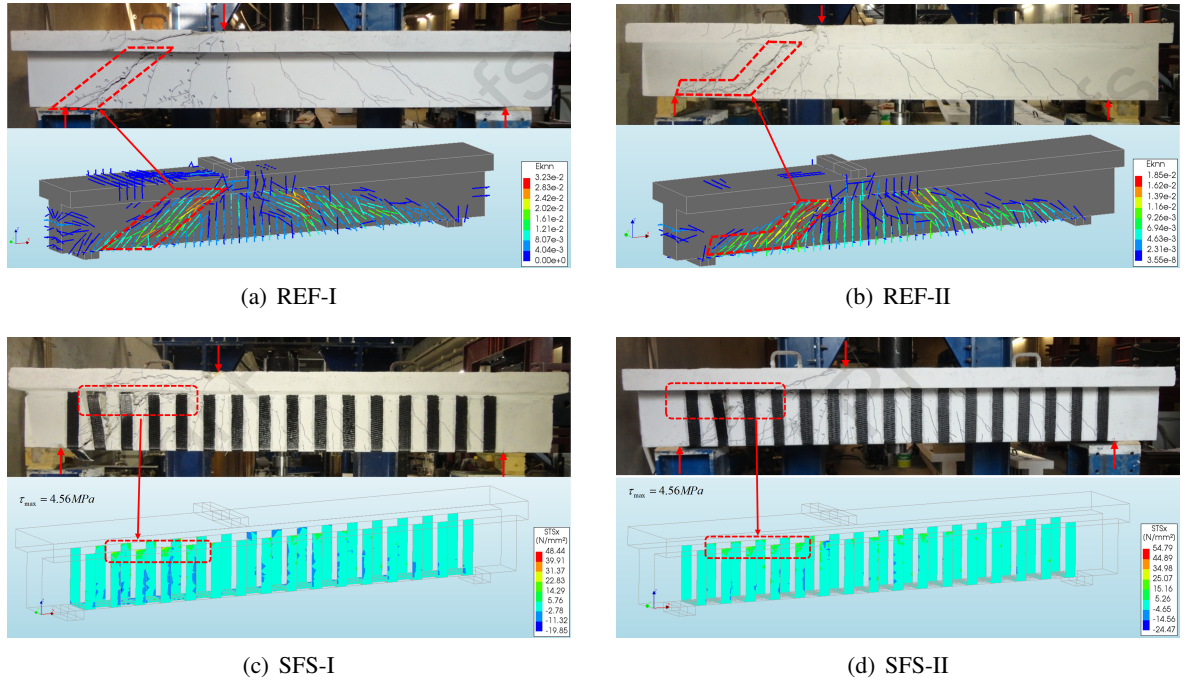 fs
fs
Eknn
3.23e-2
2.83e-2
2.42e-2
2.02e-2
1.61e-2
1.21e-2
8.07e-3
4.04e-3
0.00e+0
Eknn
1.85e-2
1.62e-2
1.39e-2
1.16e-2
9.26e-3
6.94e-3
4.63e-3
2.31e-3
3.55e-8
(a) REF-I
(b) REF-II
τmax = 4.56MPa
STSx
(N/mm²)
48.44
39.91
31.37
22.83
14.29
5.76
-2.78
-11.32
-19.85
τmax = 4.56MPa
STSx
(N/mm²)
54.79
44.89
34.98
25.07
15.16
5.26
-4.65
-14.56
-24.47
(c) SFS-I
(d) SFS-II